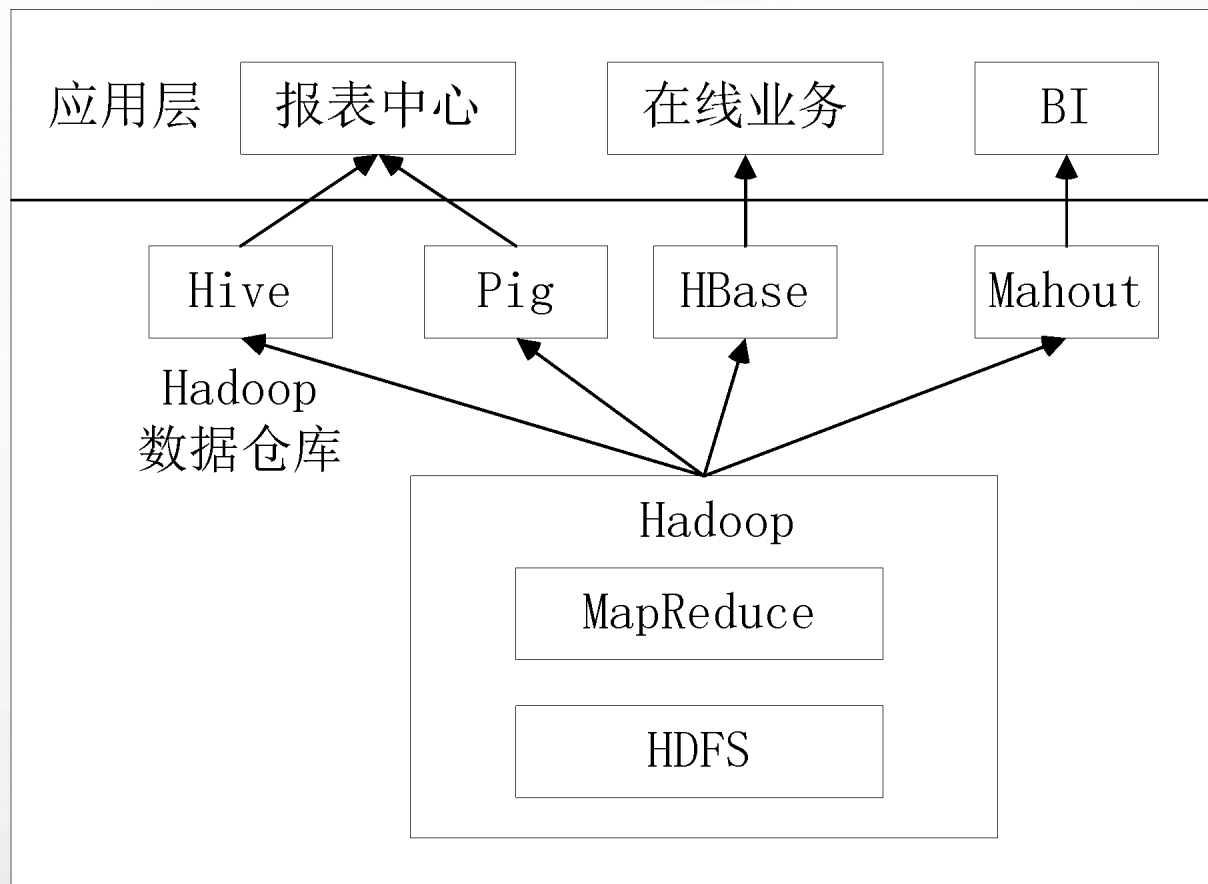 应用层
报表中心
在线业务
BI
Hive
Pig
HBase
Mahout
Hadoop
数据仓库
Hadoop
MapReduce
HDFS